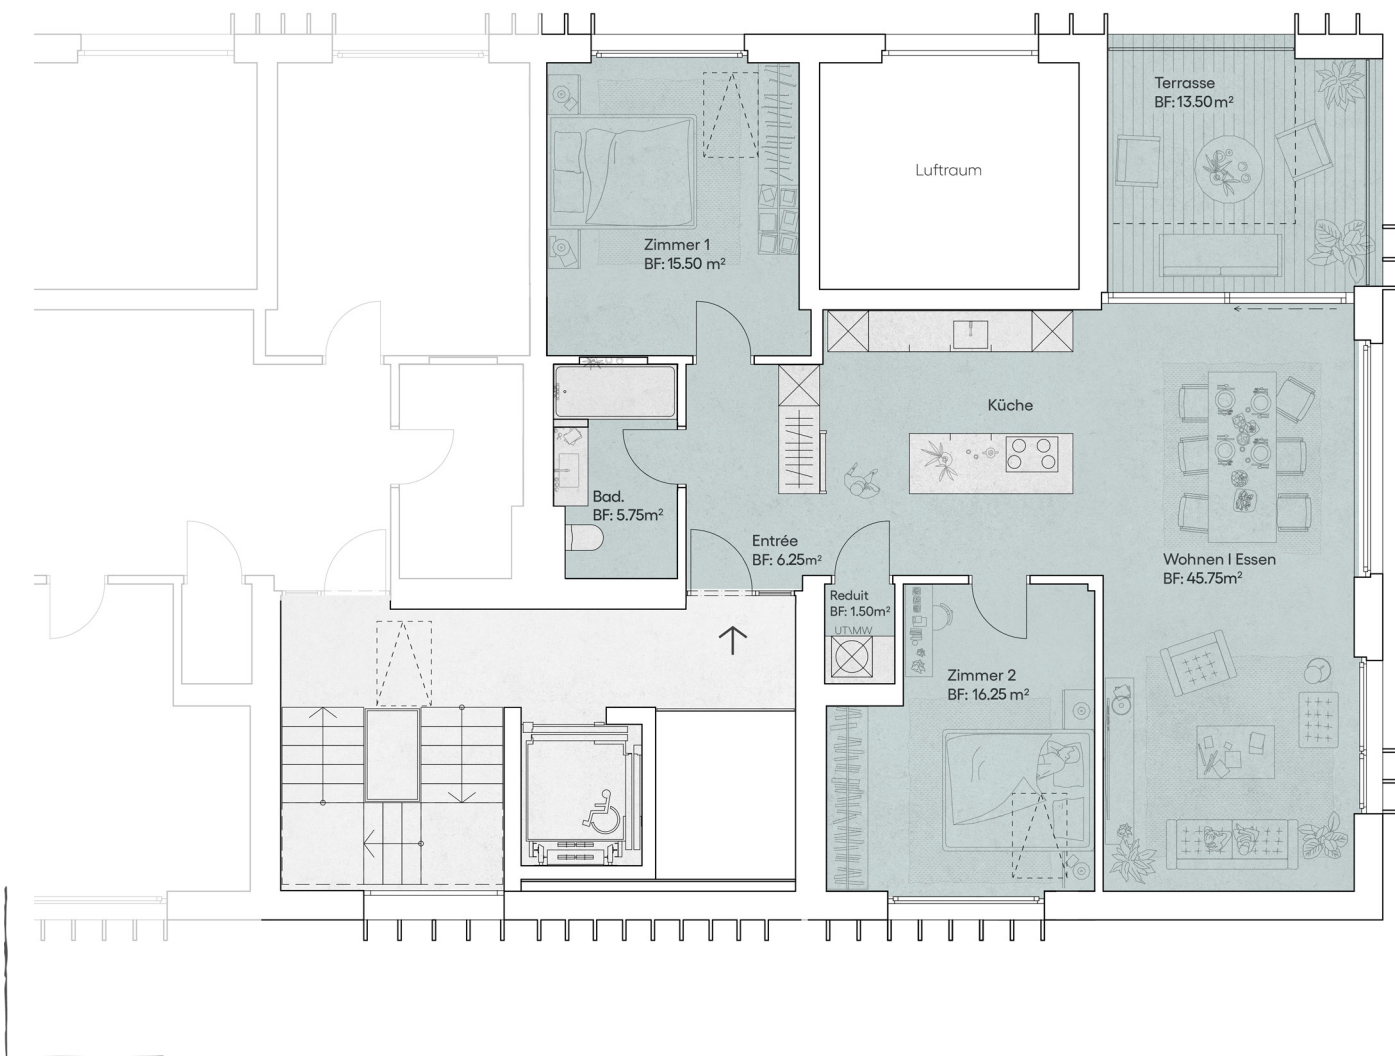 Terrasse
BF: 13.50 m²
Luftraum
Zimmer 1
BF: 15.50 m²
Küche
Bad.
BF: 5.75m²
Entrée
BF: 6.25m²
Wohnen I Essen
BF: 45.75m²
Reduit
BF: 1.50m²
UT\MW
Zimmer 2
BF: 16.25 m²